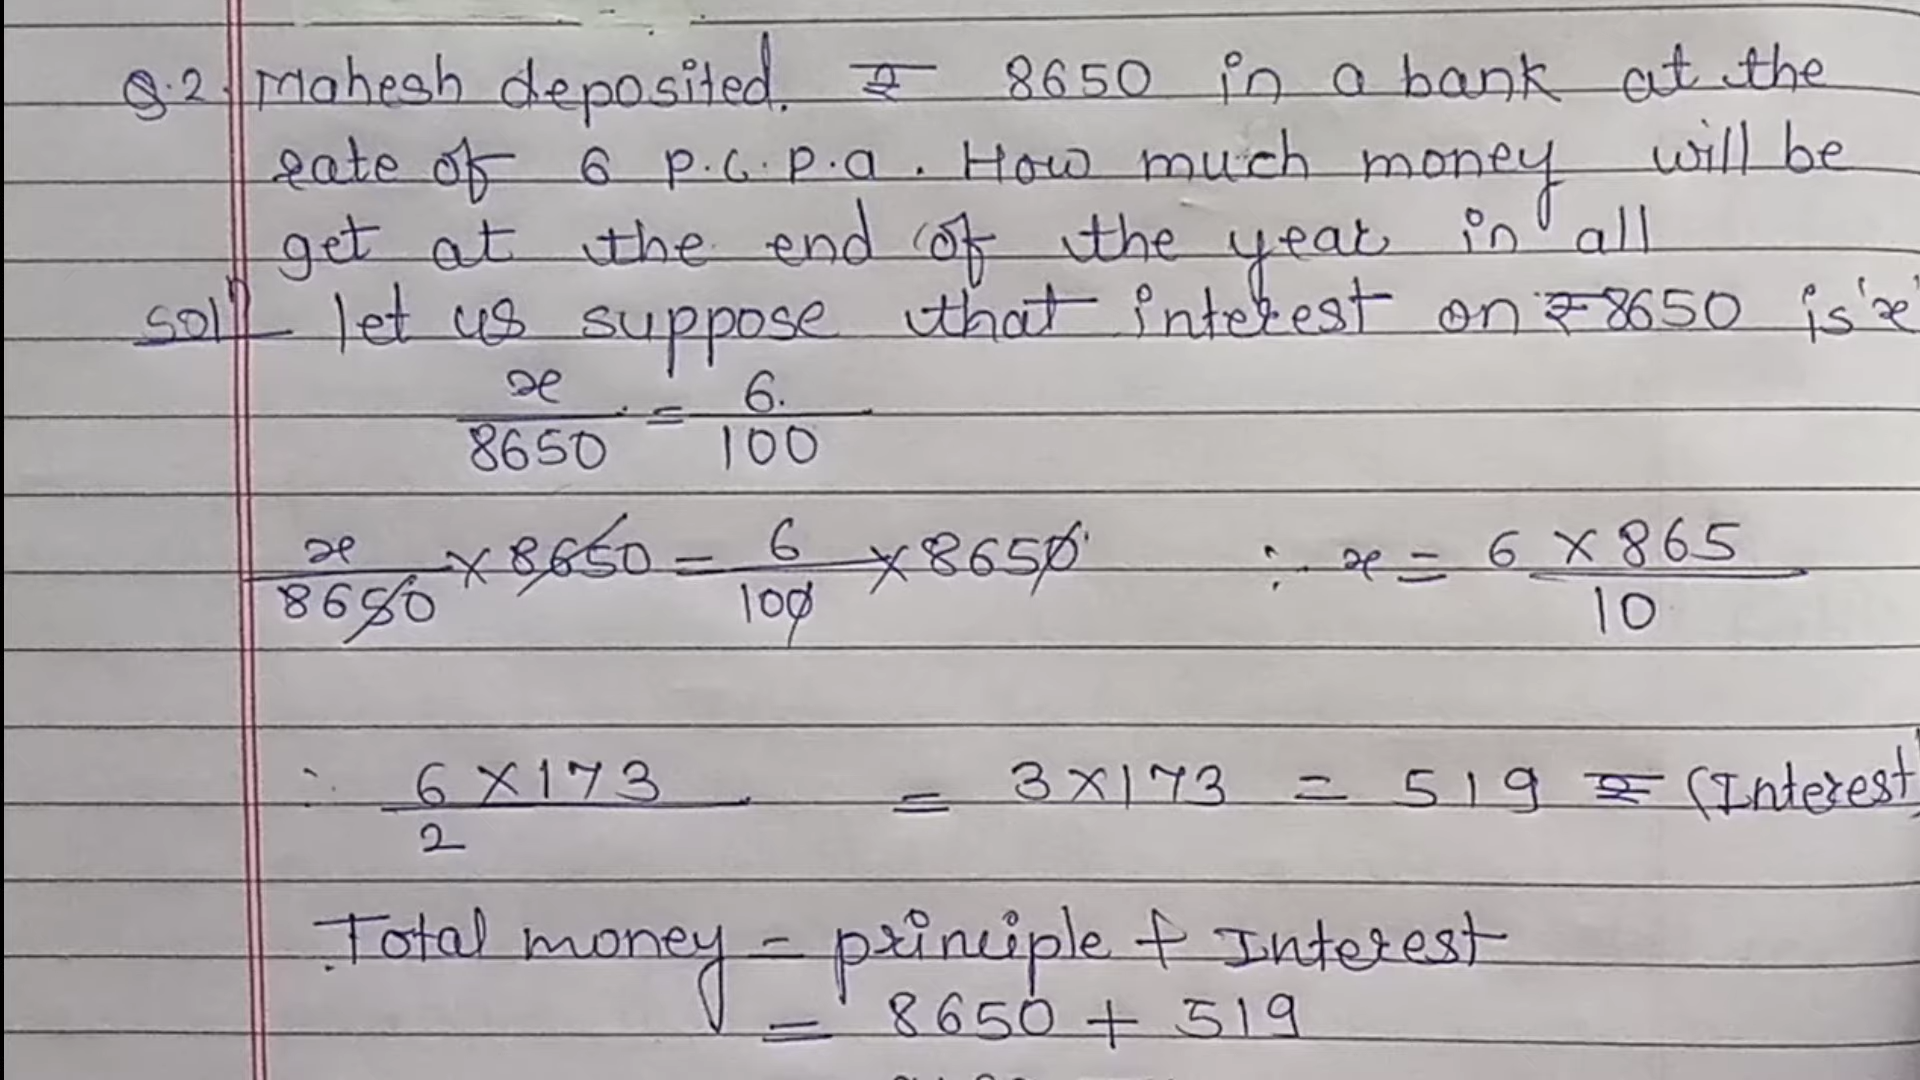 Q.2 Mahesh deposited. ₹ 8650 in a bank at the
rate of 6 p.c.p.a. How much money will be
get at the end of the year in all
solⁿ let us suppose that interest on ₹ 8650 is 'x'
x/8650 = 6/100
x/8650 × 8650 = 6/100 × 8650 ∴ x = 6 × 865/10
∴ 6 × 173/2 = 3 × 173 = 519 ₹ (Interest)
Total money = principle + Interest
= 8650 + 519